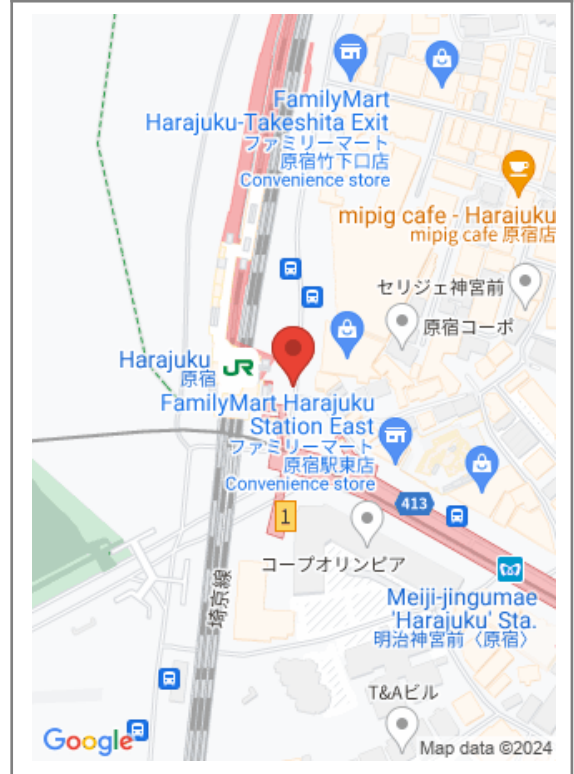 FamilyMart
Harajuku-Takeshita Exit
ファミリーマート
原宿竹下口店
Convenience store
mipig cafe - Harajuku
mipig cafe 原宿店
セリジェ神宮前
原宿コーポ
Harajuku
原宿
JR
FamilyMart Harajuku
Station East
ファミリーマート
原宿駅東店
Convenience store
413
1
コープオリンピア
埼京線
Meiji-jingumae
'Harajuku' Sta.
明治神宮前〈原宿〉
T&Aビル
Google
Map data ©2024